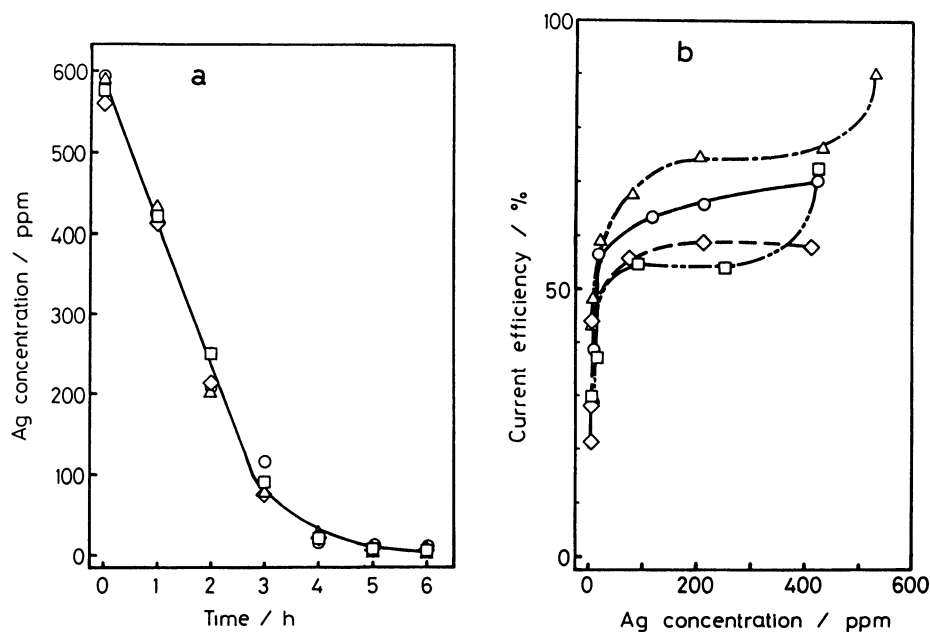 a
600
500
400
300
200
100
0
Ag concentration / ppm
0 1 2 3 4 5 6
Time / h
b
100
50
0
Current efficiency / %
0 200 400 600
Ag concentration / ppm